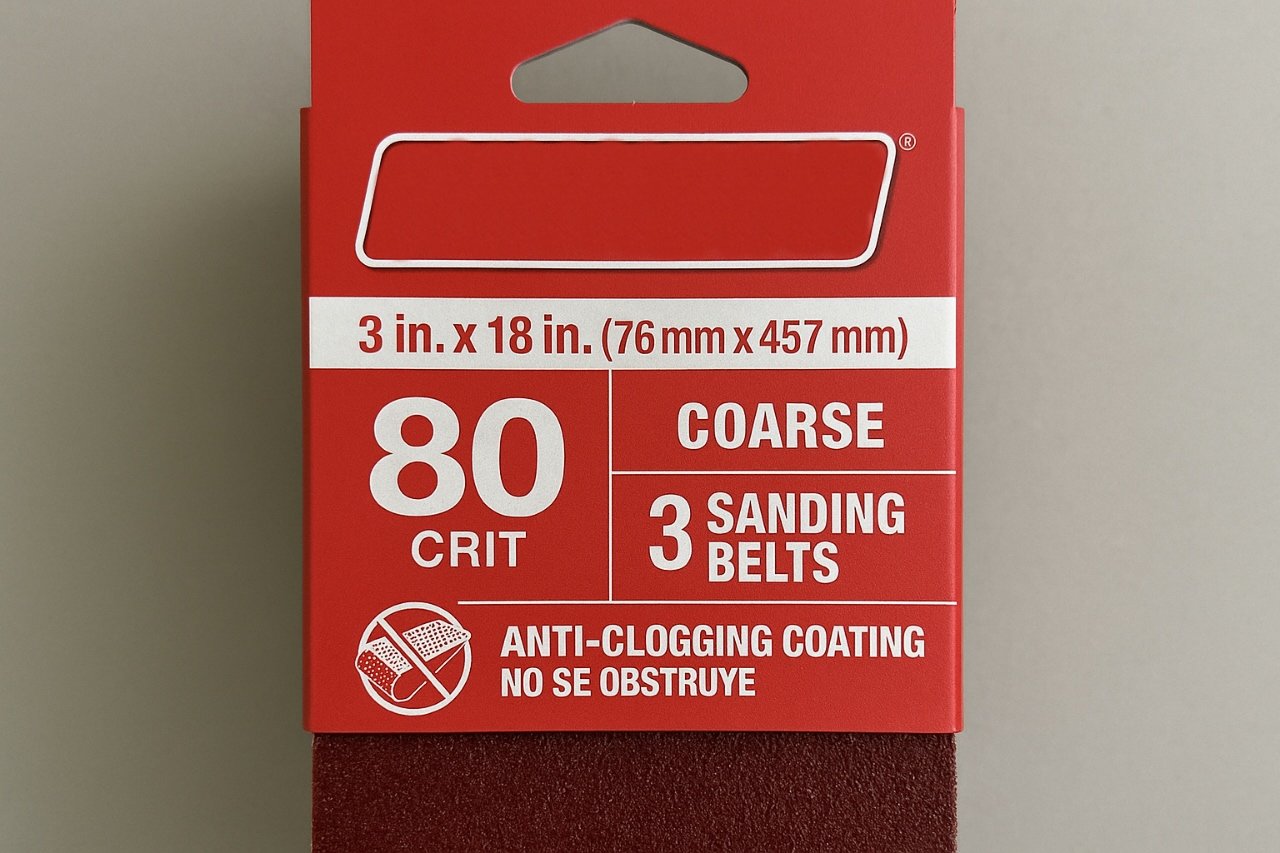 ®
3 in. x 18 in. (76 mm x 457 mm)
80
CRIT
COARSE
3 SANDING
BELTS
ANTI-CLOGGING COATING
NO SE OBSTRUYE